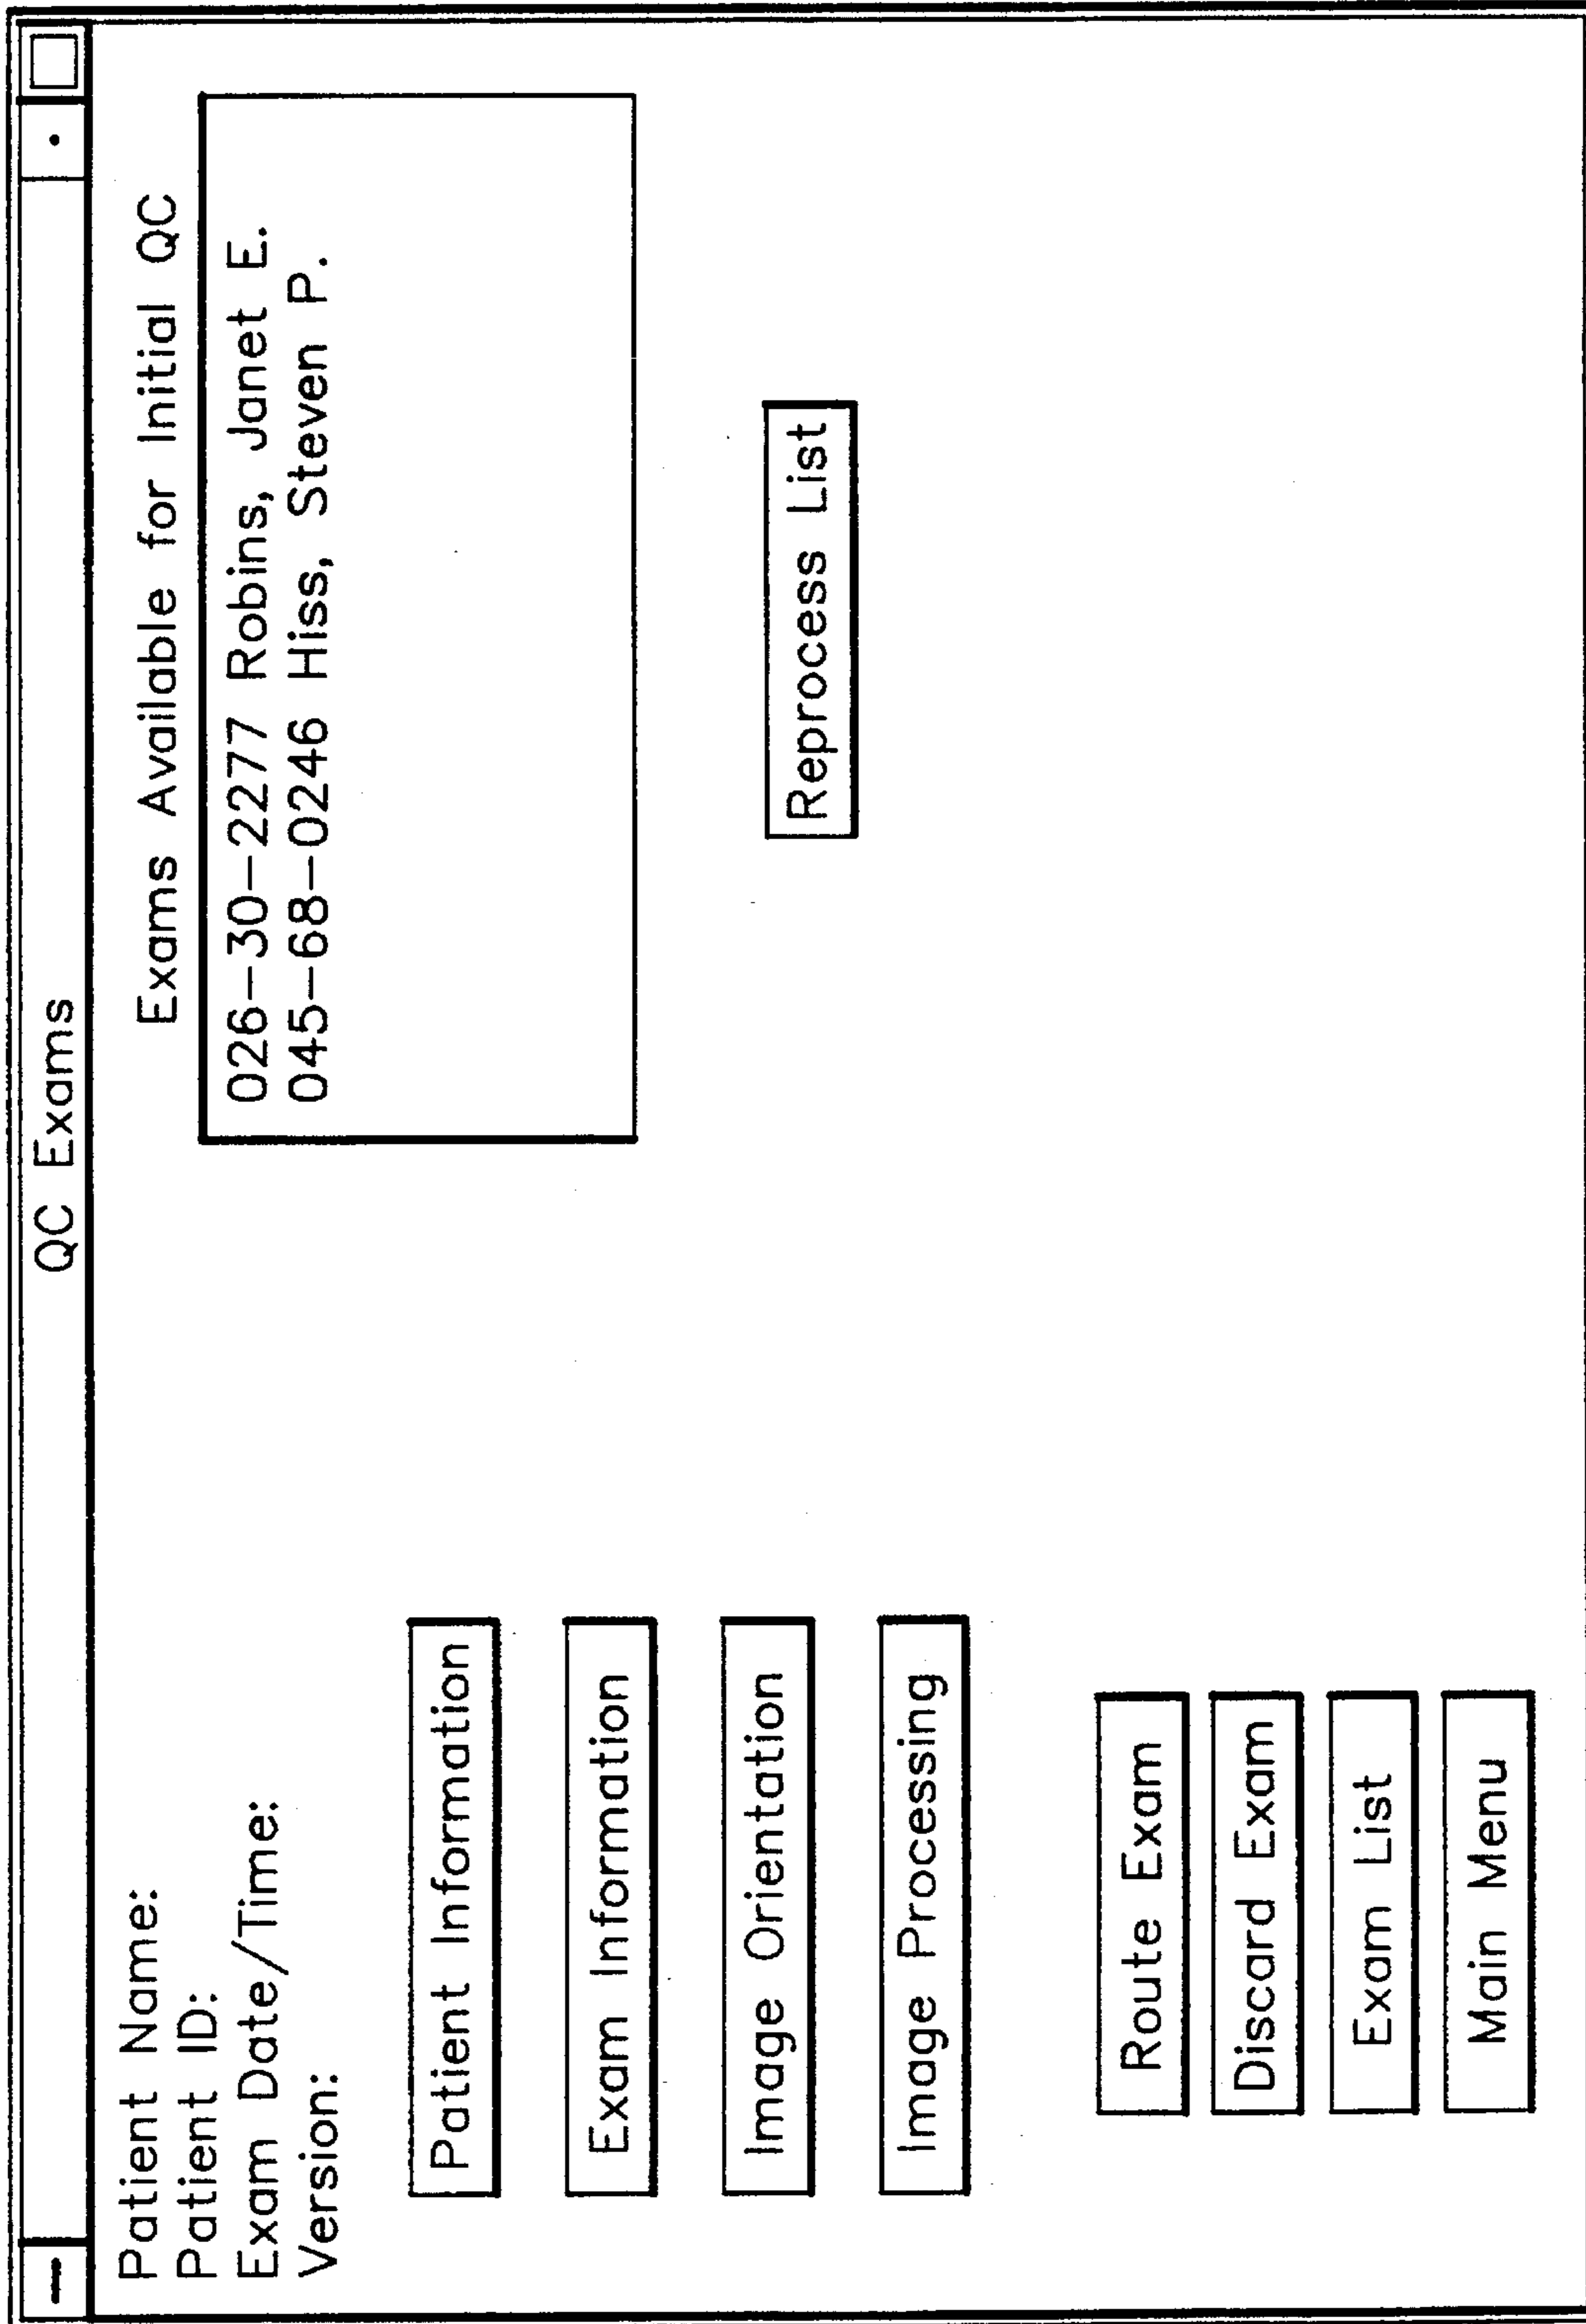 QC Exams
Patient Name:
Patient ID:
Exam Date/Time:
Version:
Patient Information
Exam Information
Image Orientation
Image Processing
Route Exam
Discard Exam
Exam List
Main Menu
Exams Available for Initial QC
026-30-2277 Robins, Janet E.
045-68-0246 Hiss, Steven P.
Reprocess List